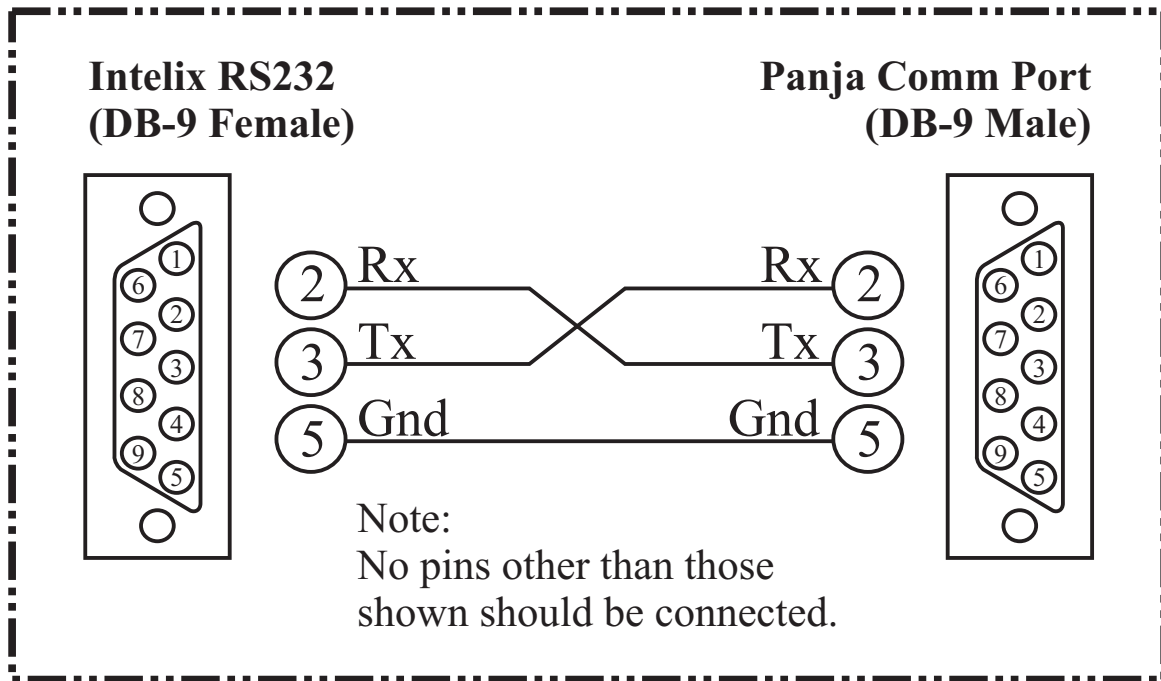 Intelix RS232
(DB-9 Female)
Panja Comm Port
(DB-9 Male)
1
6
2
7
3
8
4
9
5
2 Rx Rx 2
3 Tx Tx 3
5 Gnd Gnd 5
1
6
2
7
3
8
4
9
5
Note:
No pins other than those
shown should be connected.